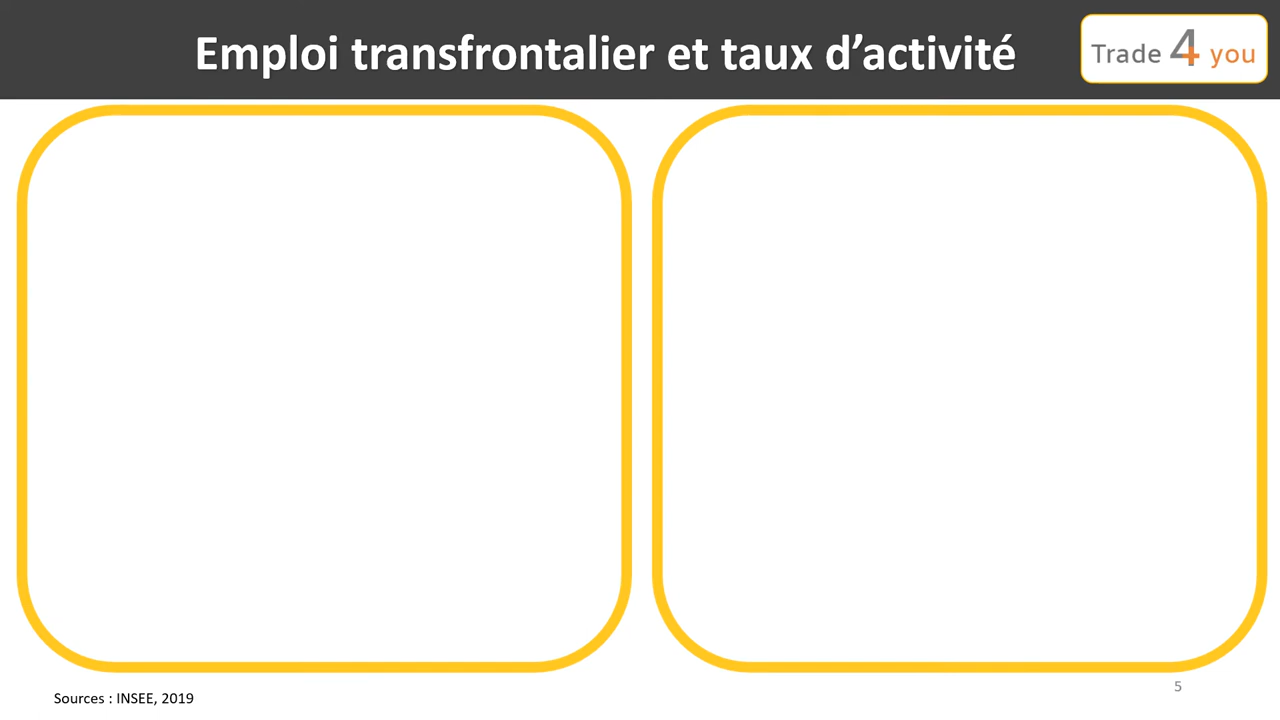 Emploi transfrontalier et taux d’activité
Trade 4 you
Sources : INSEE, 2019
5